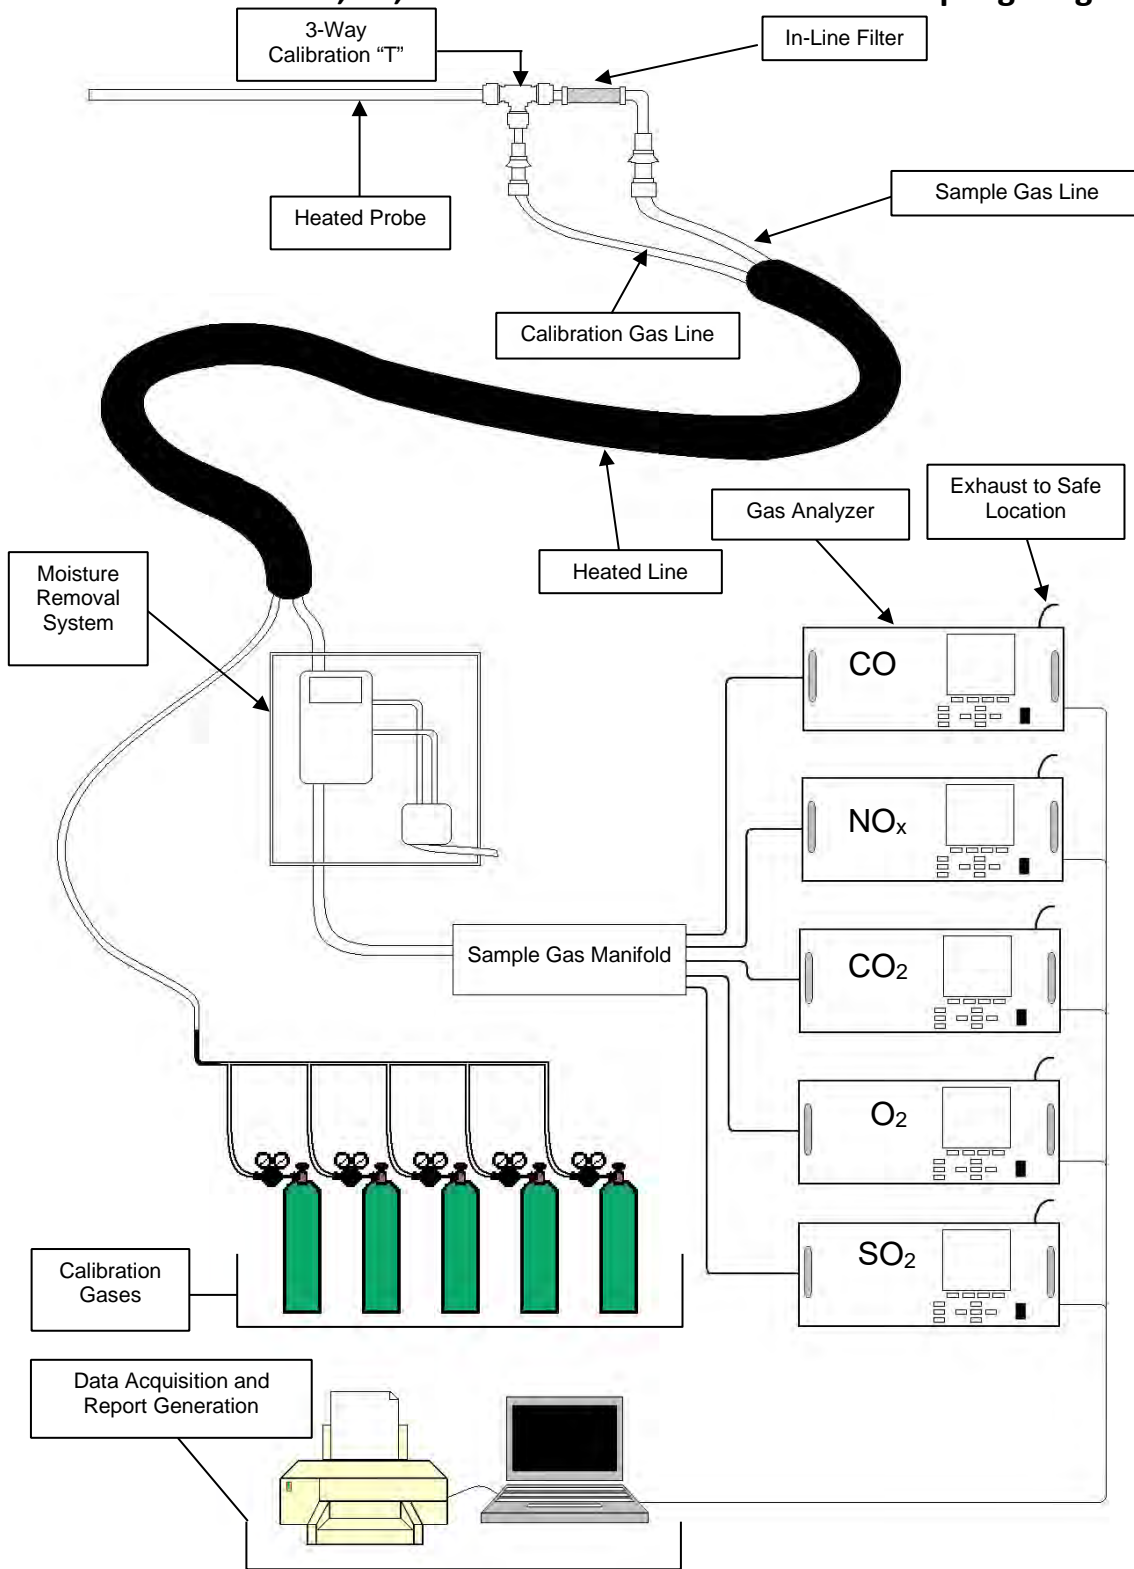 3-Way
Calibration “T”
In-Line Filter
Heated Probe
Sample Gas Line
Calibration Gas Line
Gas Analyzer
Exhaust to Safe
Location
Moisture
Removal
System
Heated Line
CO
NOx
Sample Gas Manifold
CO2
O2
SO2
Calibration
Gases
Data Acquisition and
Report Generation